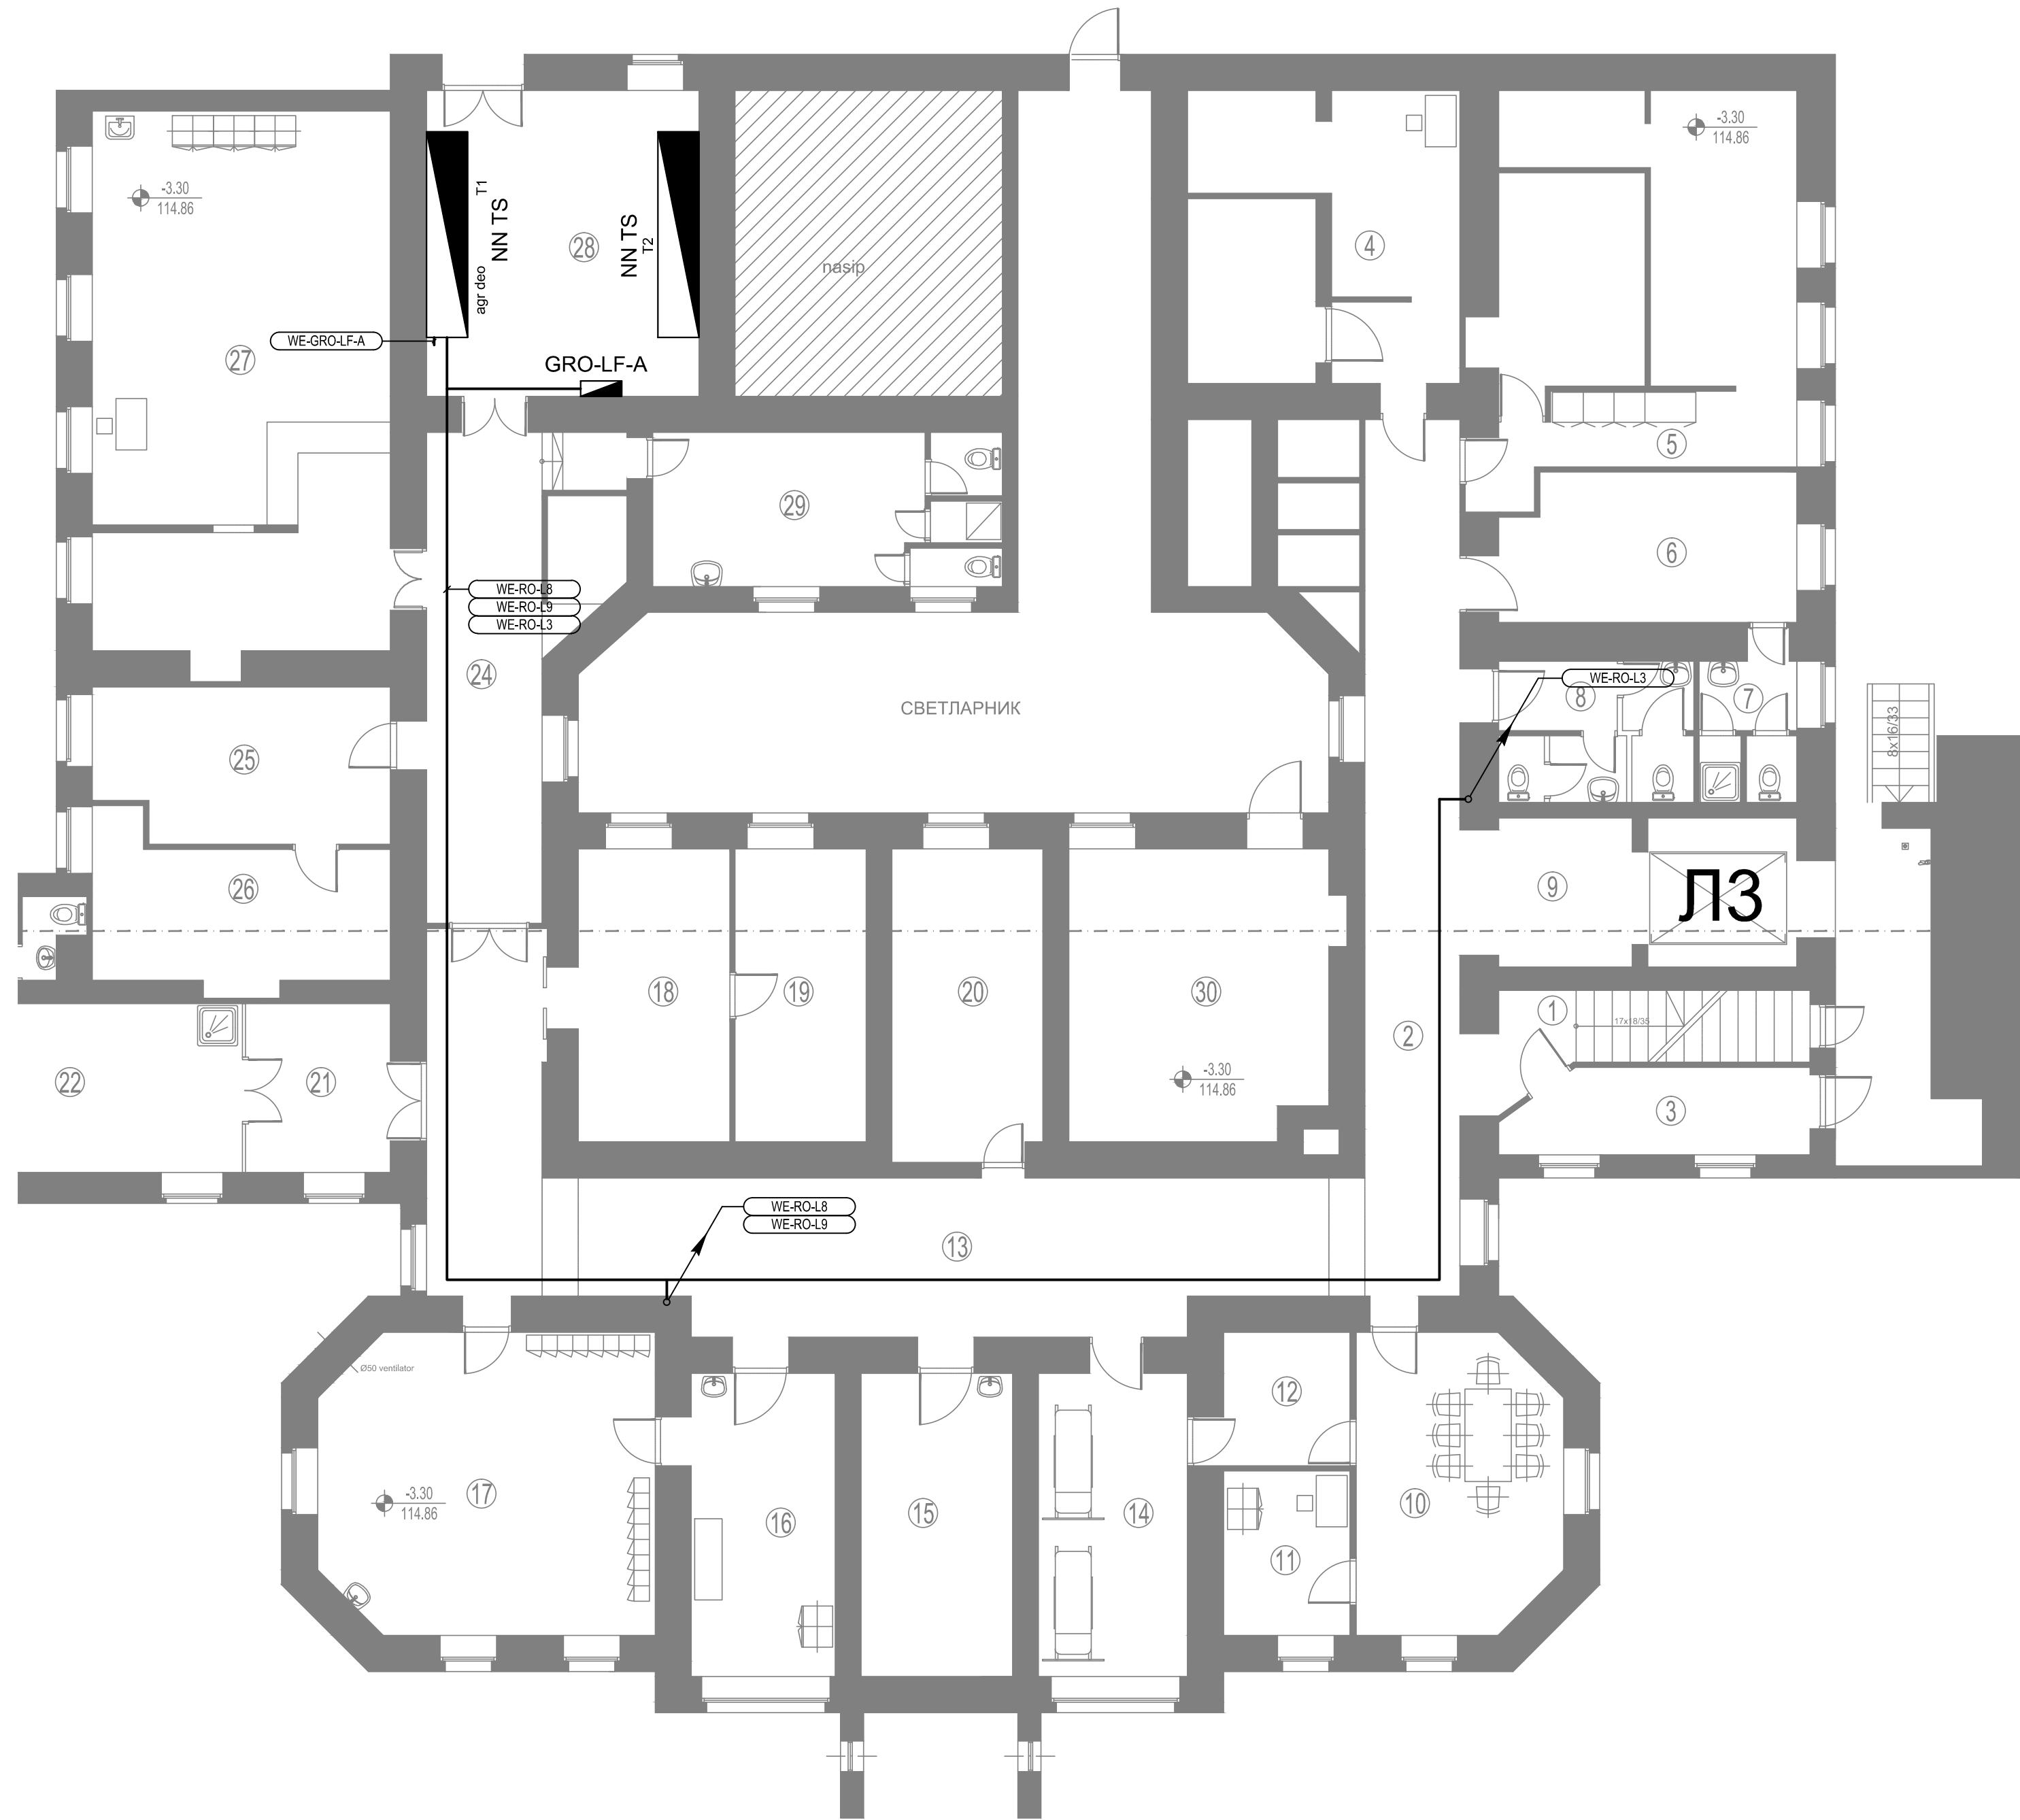 -3.30
114.86
T1
NN TS
agr deo
NN TS
T2
28
nasip
4
-3.30
114.86
WE-GRO-LF-A
27
GRO-LF-A
5
29
6
WE-RO-L8
WE-RO-L9
WE-RO-L3
24
СВЕТЛАРНИК
WE-RO-L3
8
7
8x16/33
25
26
9
ЛЗ
18
19
20
30
1
17x18/35
2
-3.30
114.86
22
21
3
WE-RO-L8
WE-RO-L9
13
Ø50 ventilator
12
-3.30
114.86
17
16
15
14
10
11